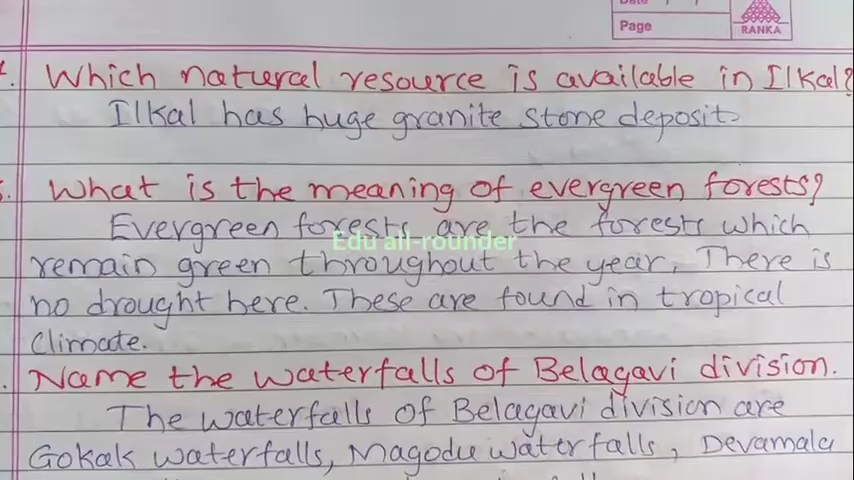 Page
RANKA
Which natural resource is available in Ilkal?
Ilkal has huge granite stone deposit.
What is the meaning of evergreen forests?
Evergreen forests are the forests which
Edu all-rounder
remain green throughout the year. There is
no drought here. These are found in tropical
Climate.
Name the waterfalls of Belagavi division.
The waterfalls of Belagavi division are
Gokak waterfalls, Magodu waterfalls, Devamala